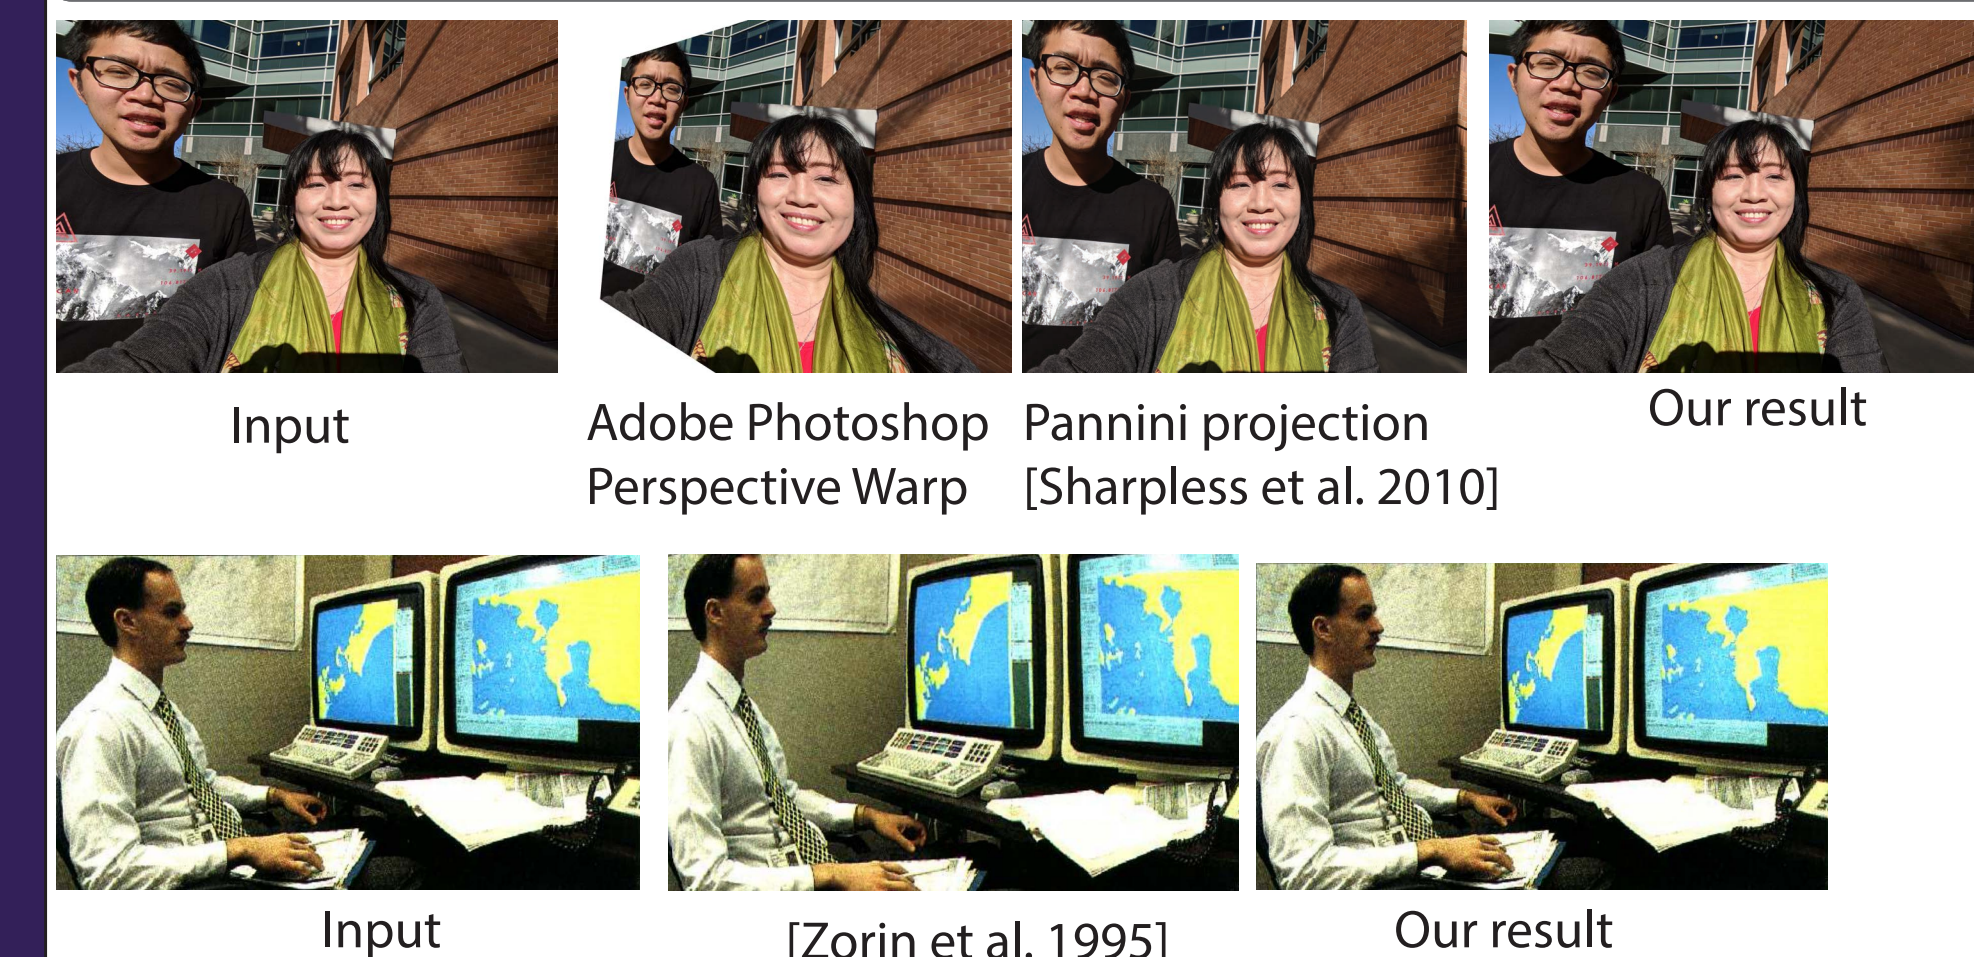 Input
Adobe Photoshop
Perspective Warp
Pannini projection
[Sharpless et al. 2010]
Our result
Input
[Zorin et al. 1995]
Our result